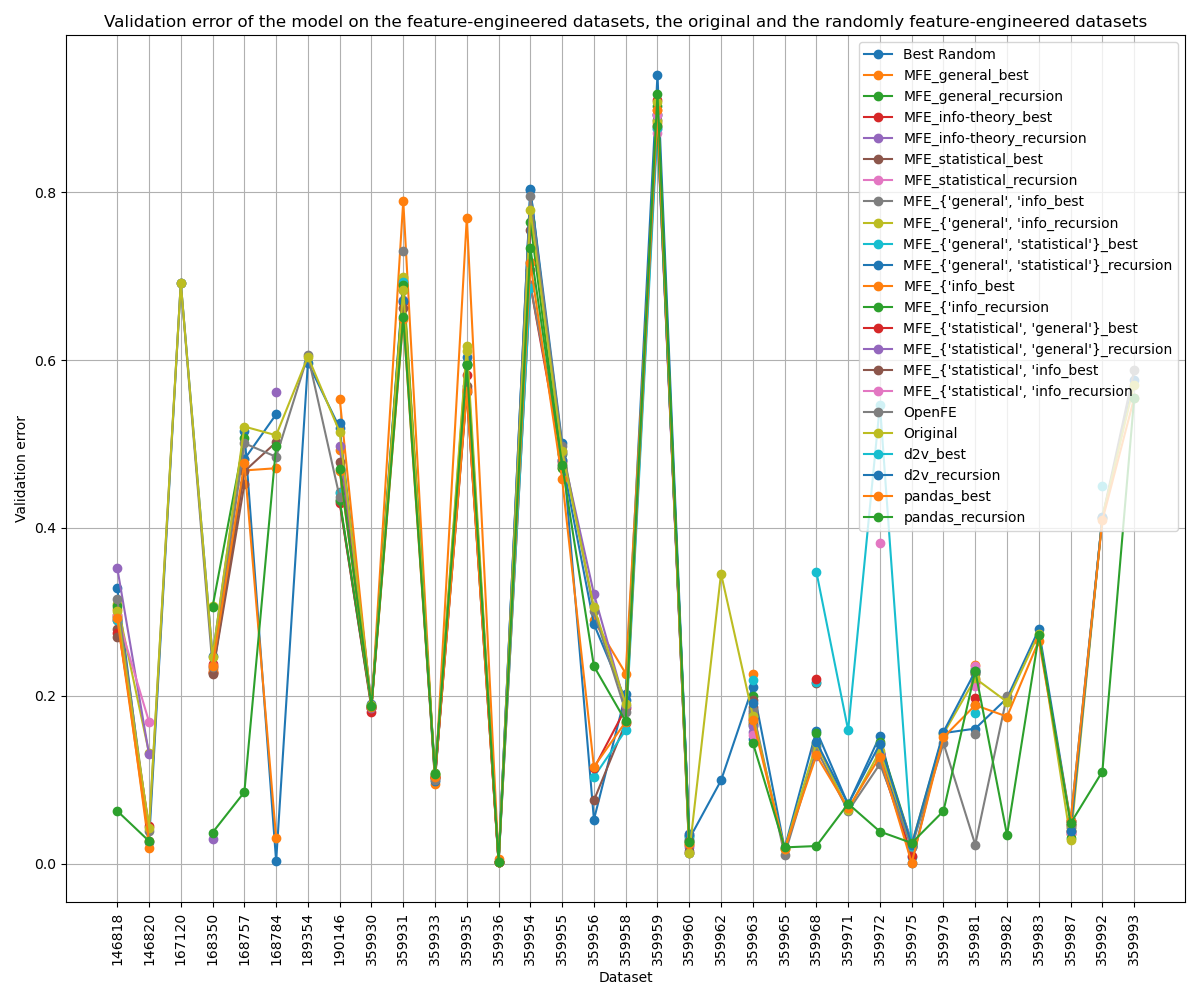 Validation error of the model on the feature-engineered datasets, the original and the randomly feature-engineered datasets
Best Random
MFE_general_best
MFE_general_recursion
MFE_info-theory_best
MFE_info-theory_recursion
MFE_statistical_best
MFE_statistical_recursion
MFE_{'general', 'info_best
MFE_{'general', 'info_recursion
MFE_{'general', 'statistical'}_best
MFE_{'general', 'statistical'}_recursion
MFE_{'info_best
MFE_{'info_recursion
MFE_{'statistical', 'general'}_best
MFE_{'statistical', 'general'}_recursion
MFE_{'statistical', 'info_best
MFE_{'statistical', 'info_recursion
OpenFE
Original
d2v_best
d2v_recursion
pandas_best
pandas_recursion
Validation error
0.8
0.6
0.4
0.2
0.0
146818
146820
167120
168350
168757
168784
189354
190146
359930
359931
359933
359935
359936
359954
359955
359956
359958
359959
359960
359962
359963
359965
359968
359971
359972
359975
359979
359981
359982
359983
359987
359992
359993
Dataset